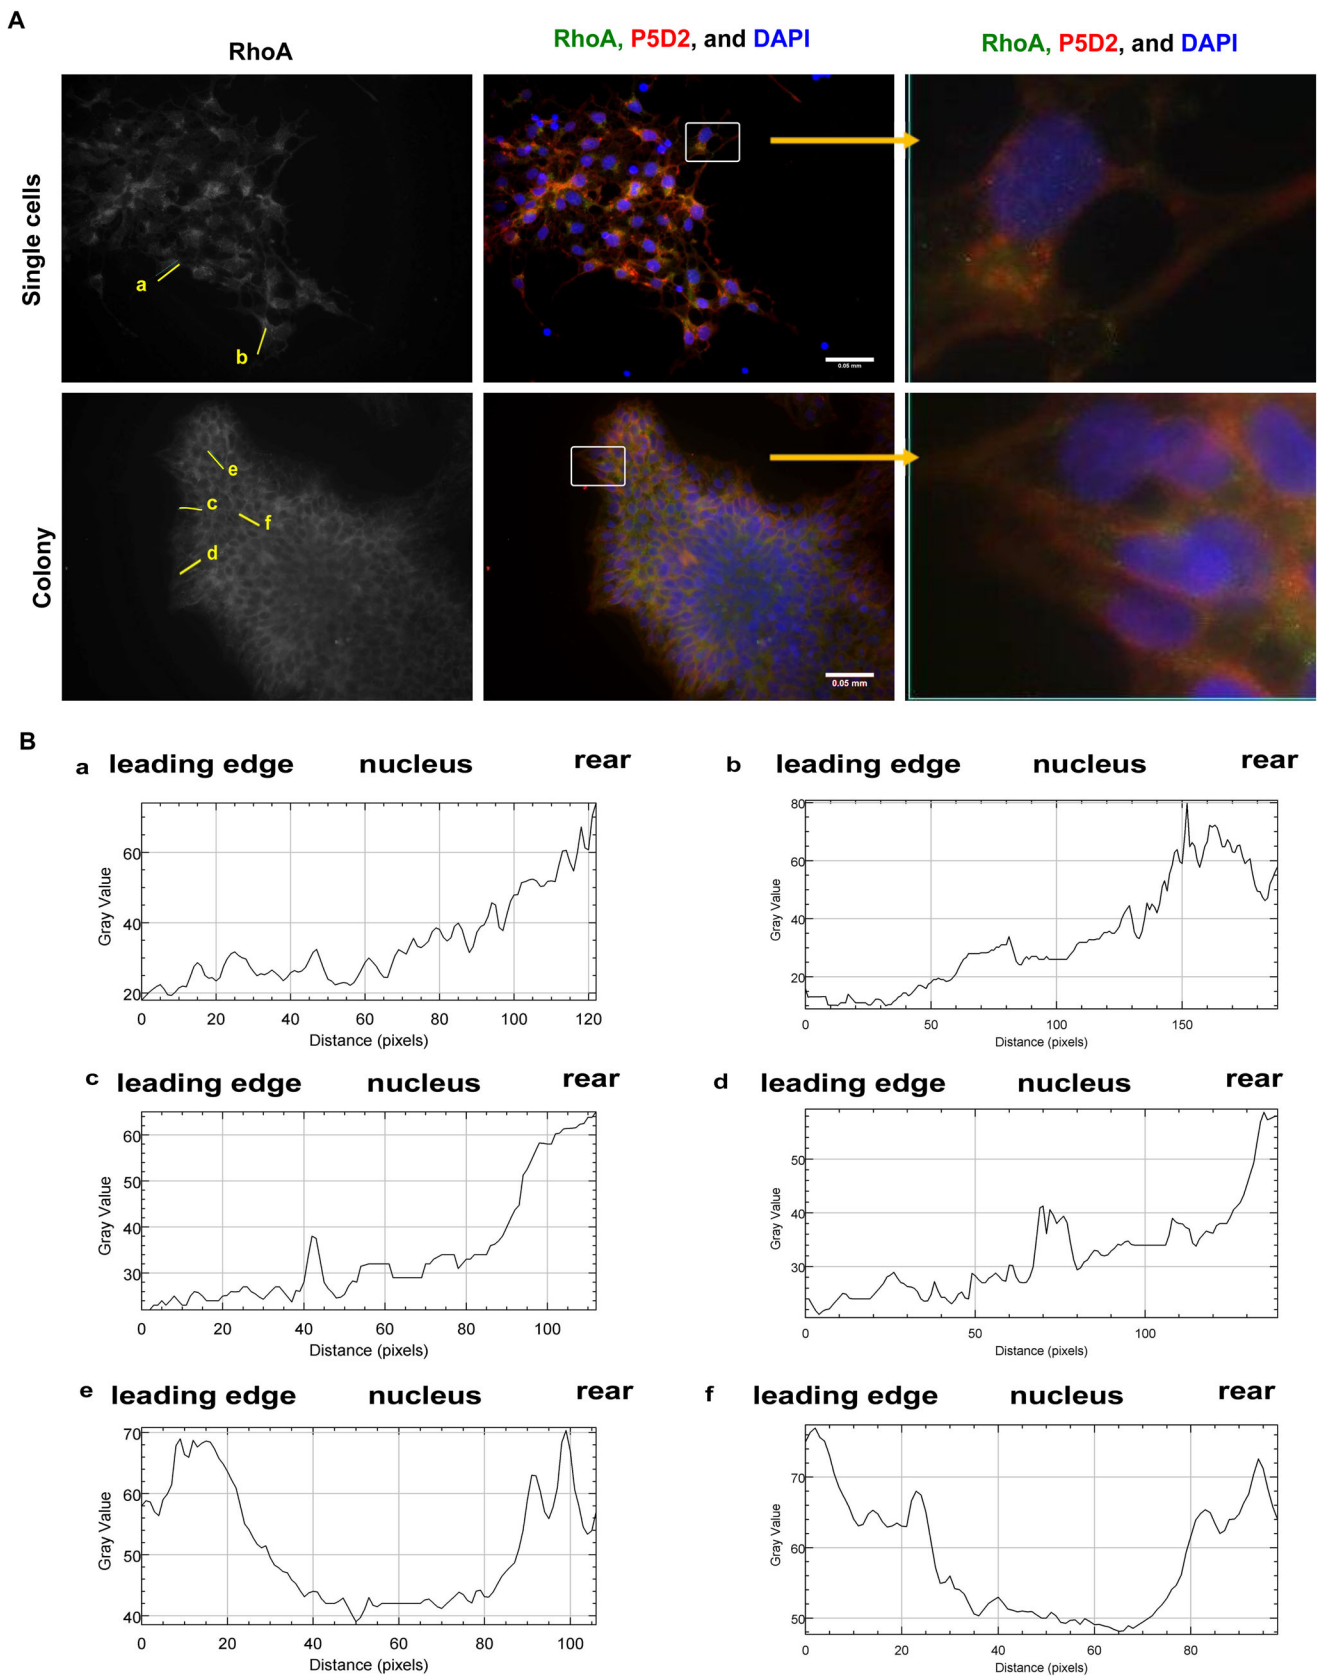 A
RhoA
RhoA, P5D2, and DAPI
RhoA, P5D2, and DAPI
Single cells
a
b
0.05 mm
Colony
e
c
f
d
0.05 mm
B
a leading edge nucleus rear
60
40
20
Gray Value
0 20 40 60 80 100 120
Distance (pixels)
b leading edge nucleus rear
80
60
40
20
Gray Value
0 50 100 150
Distance (pixels)
c leading edge nucleus rear
60
50
40
30
Gray Value
0 20 40 60 80 100
Distance (pixels)
d leading edge nucleus rear
50
40
30
Gray Value
0 50 100
Distance (pixels)
e leading edge nucleus rear
70
60
50
40
Gray Value
0 20 40 60 80 100
Distance (pixels)
f leading edge nucleus rear
70
60
50
Gray Value
0 20 40 60 80
Distance (pixels)